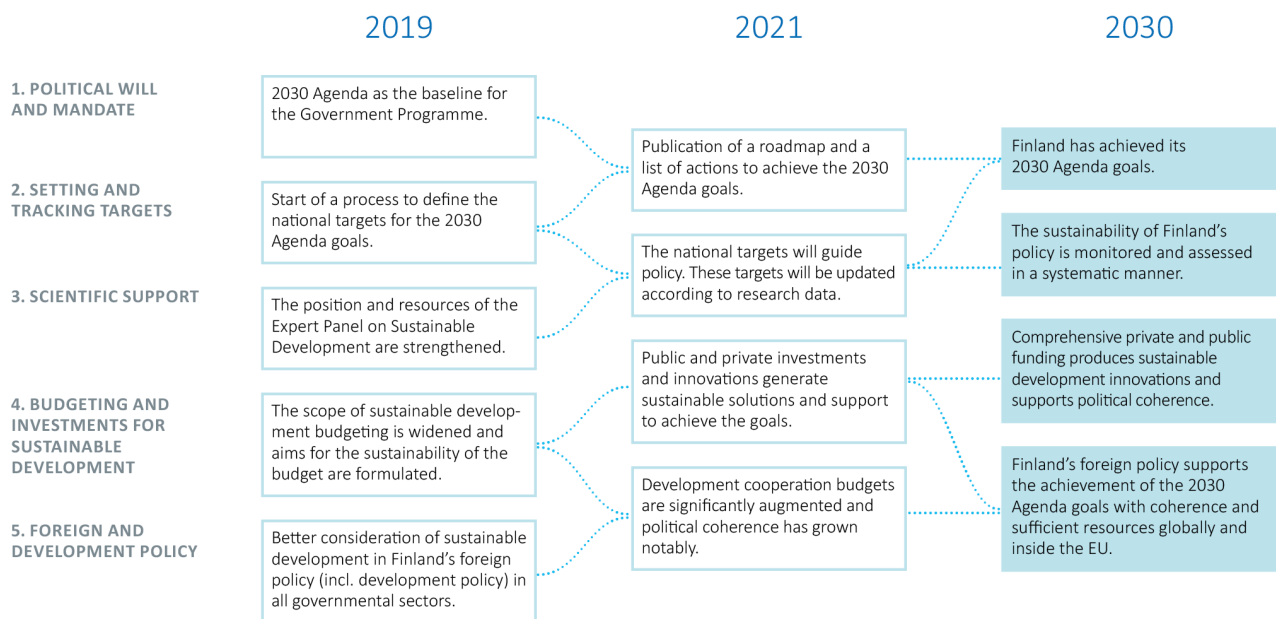 2019
2021
2030
1. POLITICAL WILL
AND MANDATE
2. SETTING AND
TRACKING TARGETS
3. SCIENTIFIC SUPPORT
4. BUDGETING AND
INVESTMENTS FOR
SUSTAINABLE
DEVELOPMENT
5. FOREIGN AND
DEVELOPMENT POLICY
2030 Agenda as the baseline for
the Government Programme.
Start of a process to define the
national targets for the 2030
Agenda goals.
The position and resources of the
Expert Panel on Sustainable
Development are strengthened.
The scope of sustainable develop-
ment budgeting is widened and
aims for the sustainability of the
budget are formulated.
Better consideration of sustainable
development in Finland's foreign
policy (incl. development policy) in
all governmental sectors.
Publication of a roadmap and a
list of actions to achieve the 2030
Agenda goals.
The national targets will guide
policy. These targets will be updated
according to research data.
Public and private investments
and innovations generate
sustainable solutions and support
to achieve the goals.
Development cooperation budgets
are significantly augmented and
political coherence has grown
notably.
Finland has achieved its
2030 Agenda goals.
The sustainability of Finland's
policy is monitored and assessed
in a systematic manner.
Comprehensive private and public
funding produces sustainable
development innovations and
supports political coherence.
Finland's foreign policy supports
the achievement of the 2030
Agenda goals with coherence and
sufficient resources globally and
inside the EU.